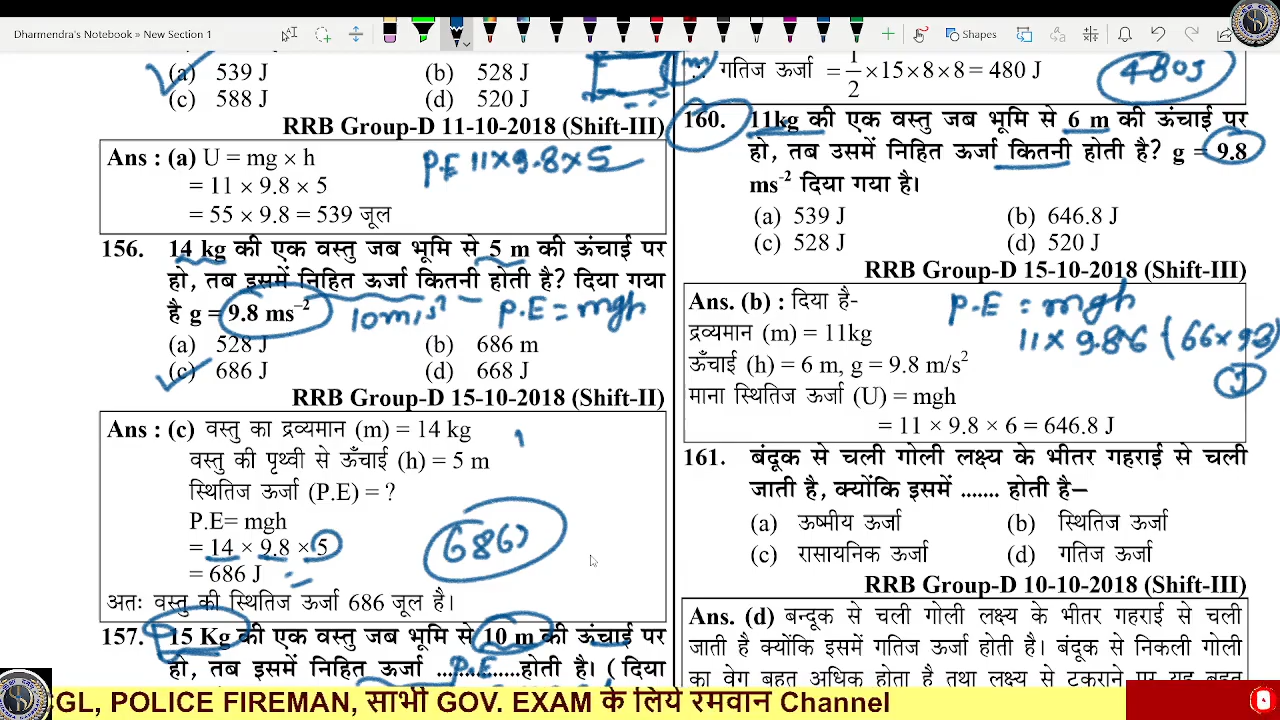 Dharmendra's Notebook » New Section 1
Shapes
(a) 539 J (b) 528 J
(c) 588 J (d) 520 J
RRB Group-D 11-10-2018 (Shift-III)
Ans : (a) U = mg × h
= 11 × 9.8 × 5
= 55 × 9.8 = 539 जूल
P.E 11×9.8×5
156. 14 kg की एक वस्तु जब भूमि से 5 m की ऊंचाई पर
हो, तब इसमें निहित ऊर्जा कितनी होती है? दिया गया
है g = 9.8 ms⁻²
10m/s² P.E = mgh
(a) 528 J (b) 686 m
(c) 686 J (d) 668 J
RRB Group-D 15-10-2018 (Shift-II)
Ans : (c) वस्तु का द्रव्यमान (m) = 14 kg
वस्तु की पृथ्वी से ऊँचाई (h) = 5 m
स्थितिज ऊर्जा (P.E) = ?
P.E= mgh
= 14 × 9.8 × 5
= 686 J
686J
अतः वस्तु की स्थितिज ऊर्जा 686 जूल है।
157. 15 Kg की एक वस्तु जब भूमि से 10 m की ऊंचाई पर
हो, तब इसमें निहित ऊर्जा ...............होती है। ( दिया
P.E
m
∴ गतिज ऊर्जा = 1/2 ×15×8×8 = 480 J
480J
160. 11kg की एक वस्तु जब भूमि से 6 m की ऊंचाई पर
हो, तब उसमें निहित ऊर्जा कितनी होती है? g = 9.8
ms⁻² दिया गया है।
(a) 539 J (b) 646.8 J
(c) 528 J (d) 520 J
RRB Group-D 15-10-2018 (Shift-III)
Ans. (b) : दिया है-
द्रव्यमान (m) = 11kg
ऊँचाई (h) = 6 m, g = 9.8 m/s²
माना स्थितिज ऊर्जा (U) = mgh
= 11 × 9.8 × 6 = 646.8 J
P.E = mgh
J
161. बंदूक से चली गोली लक्ष्य के भीतर गहराई से चली
जाती है, क्योंकि इसमें ....... होती है–
(a) ऊष्मीय ऊर्जा (b) स्थितिज ऊर्जा
(c) रासायनिक ऊर्जा (d) गतिज ऊर्जा
RRB Group-D 10-10-2018 (Shift-III)
Ans. (d) बन्दूक से चली गोली लक्ष्य के भीतर गहराई से चली
जाती है क्योंकि इसमें गतिज ऊर्जा होती है। बंदूक से निकली गोली
का वेग बहुत अधिक होता है तथा लक्ष्य से टकराने पर यह बहुत
CGL, POLICE FIREMAN, साभी GOV. EXAM के लिये रमवान Channel